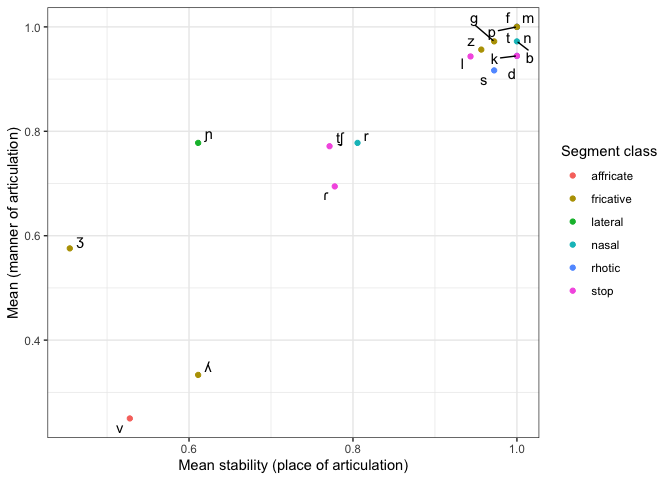 1.0
0.8
0.6
0.4
Mean (manner of articulation)
g
f
m
p
z
t
n
l
k
b
s
d
ɲ
tʃ
r
ɾ
ʒ
ʎ
v
0.6
0.8
1.0
Mean stability (place of articulation)
Segment class
affricate
fricative
lateral
nasal
rhotic
stop